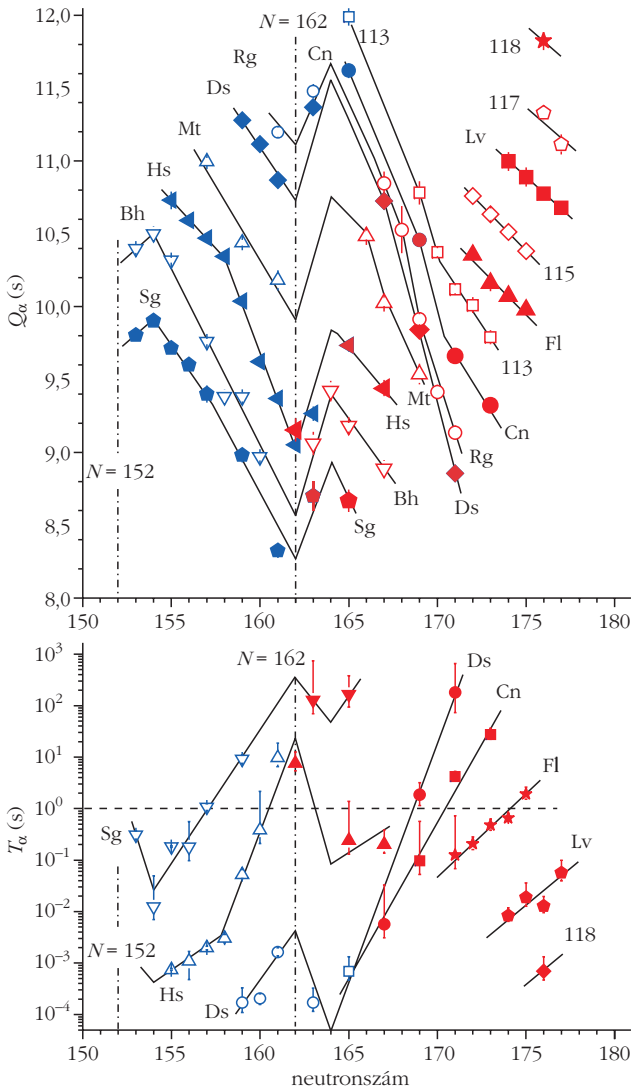 N = 162
12,0
11,5
11,0
10,5
10,0
9,5
9,0
8,5
8,0
Qα (s)
Rg
Cn
113
118
Ds
117
Mt
Lv
Hs
Bh
115
Sg
Fl
113
Mt
Cn
Hs
N = 152
Rg
Bh
Ds
Sg
150 155 160 165 170 175 180
10³
10²
10¹
10⁰
10⁻¹
10⁻²
10⁻³
10⁻⁴
Tα (s)
N = 162
Ds
Cn
Fl
Sg
Lv
N = 152
118
Hs
Ds
150 155 160 165 170 175 180
neutronszám